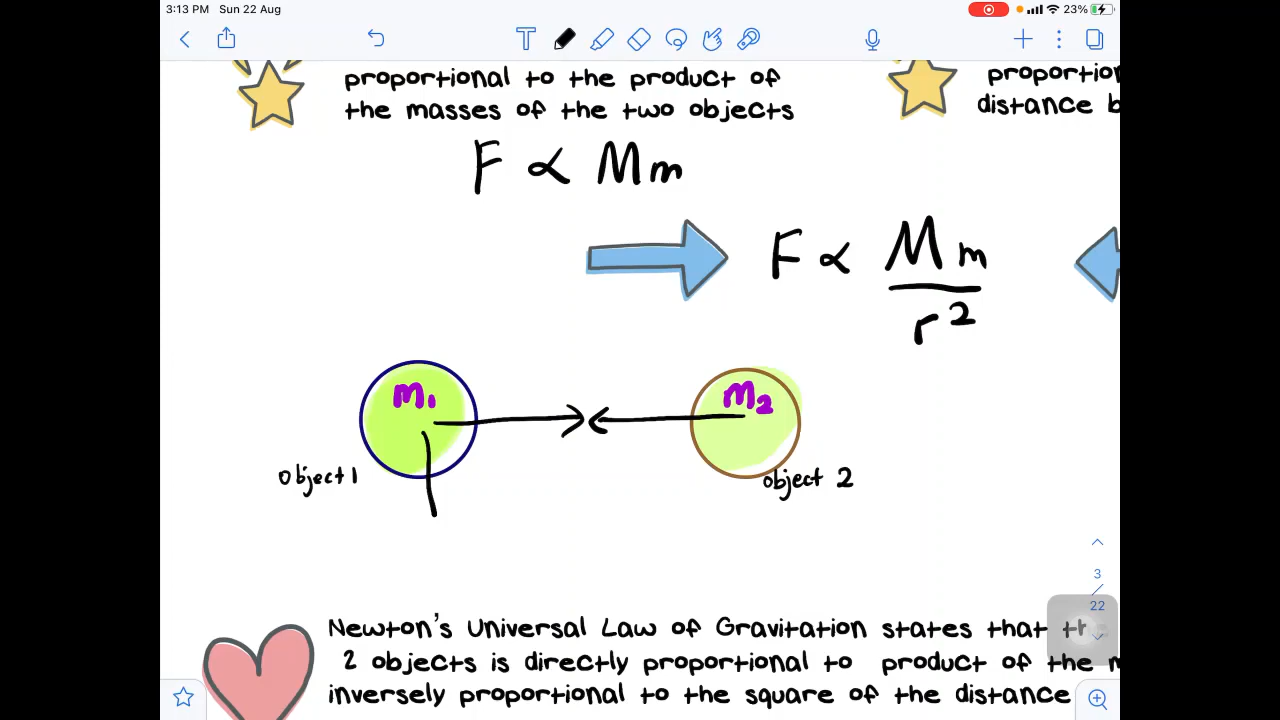 3:13 PM Sun 22 Aug
23%
T
proportional to the product of
the masses of the two objects
proportion
distance b
F ∝ Mm
F ∝ Mm
r²
m₁
m₂
object 1
object 2
3
/
22
Newton's Universal Law of Gravitation states that th
2 objects is directly proportional to product of the m
inversely proportional to the square of the distance